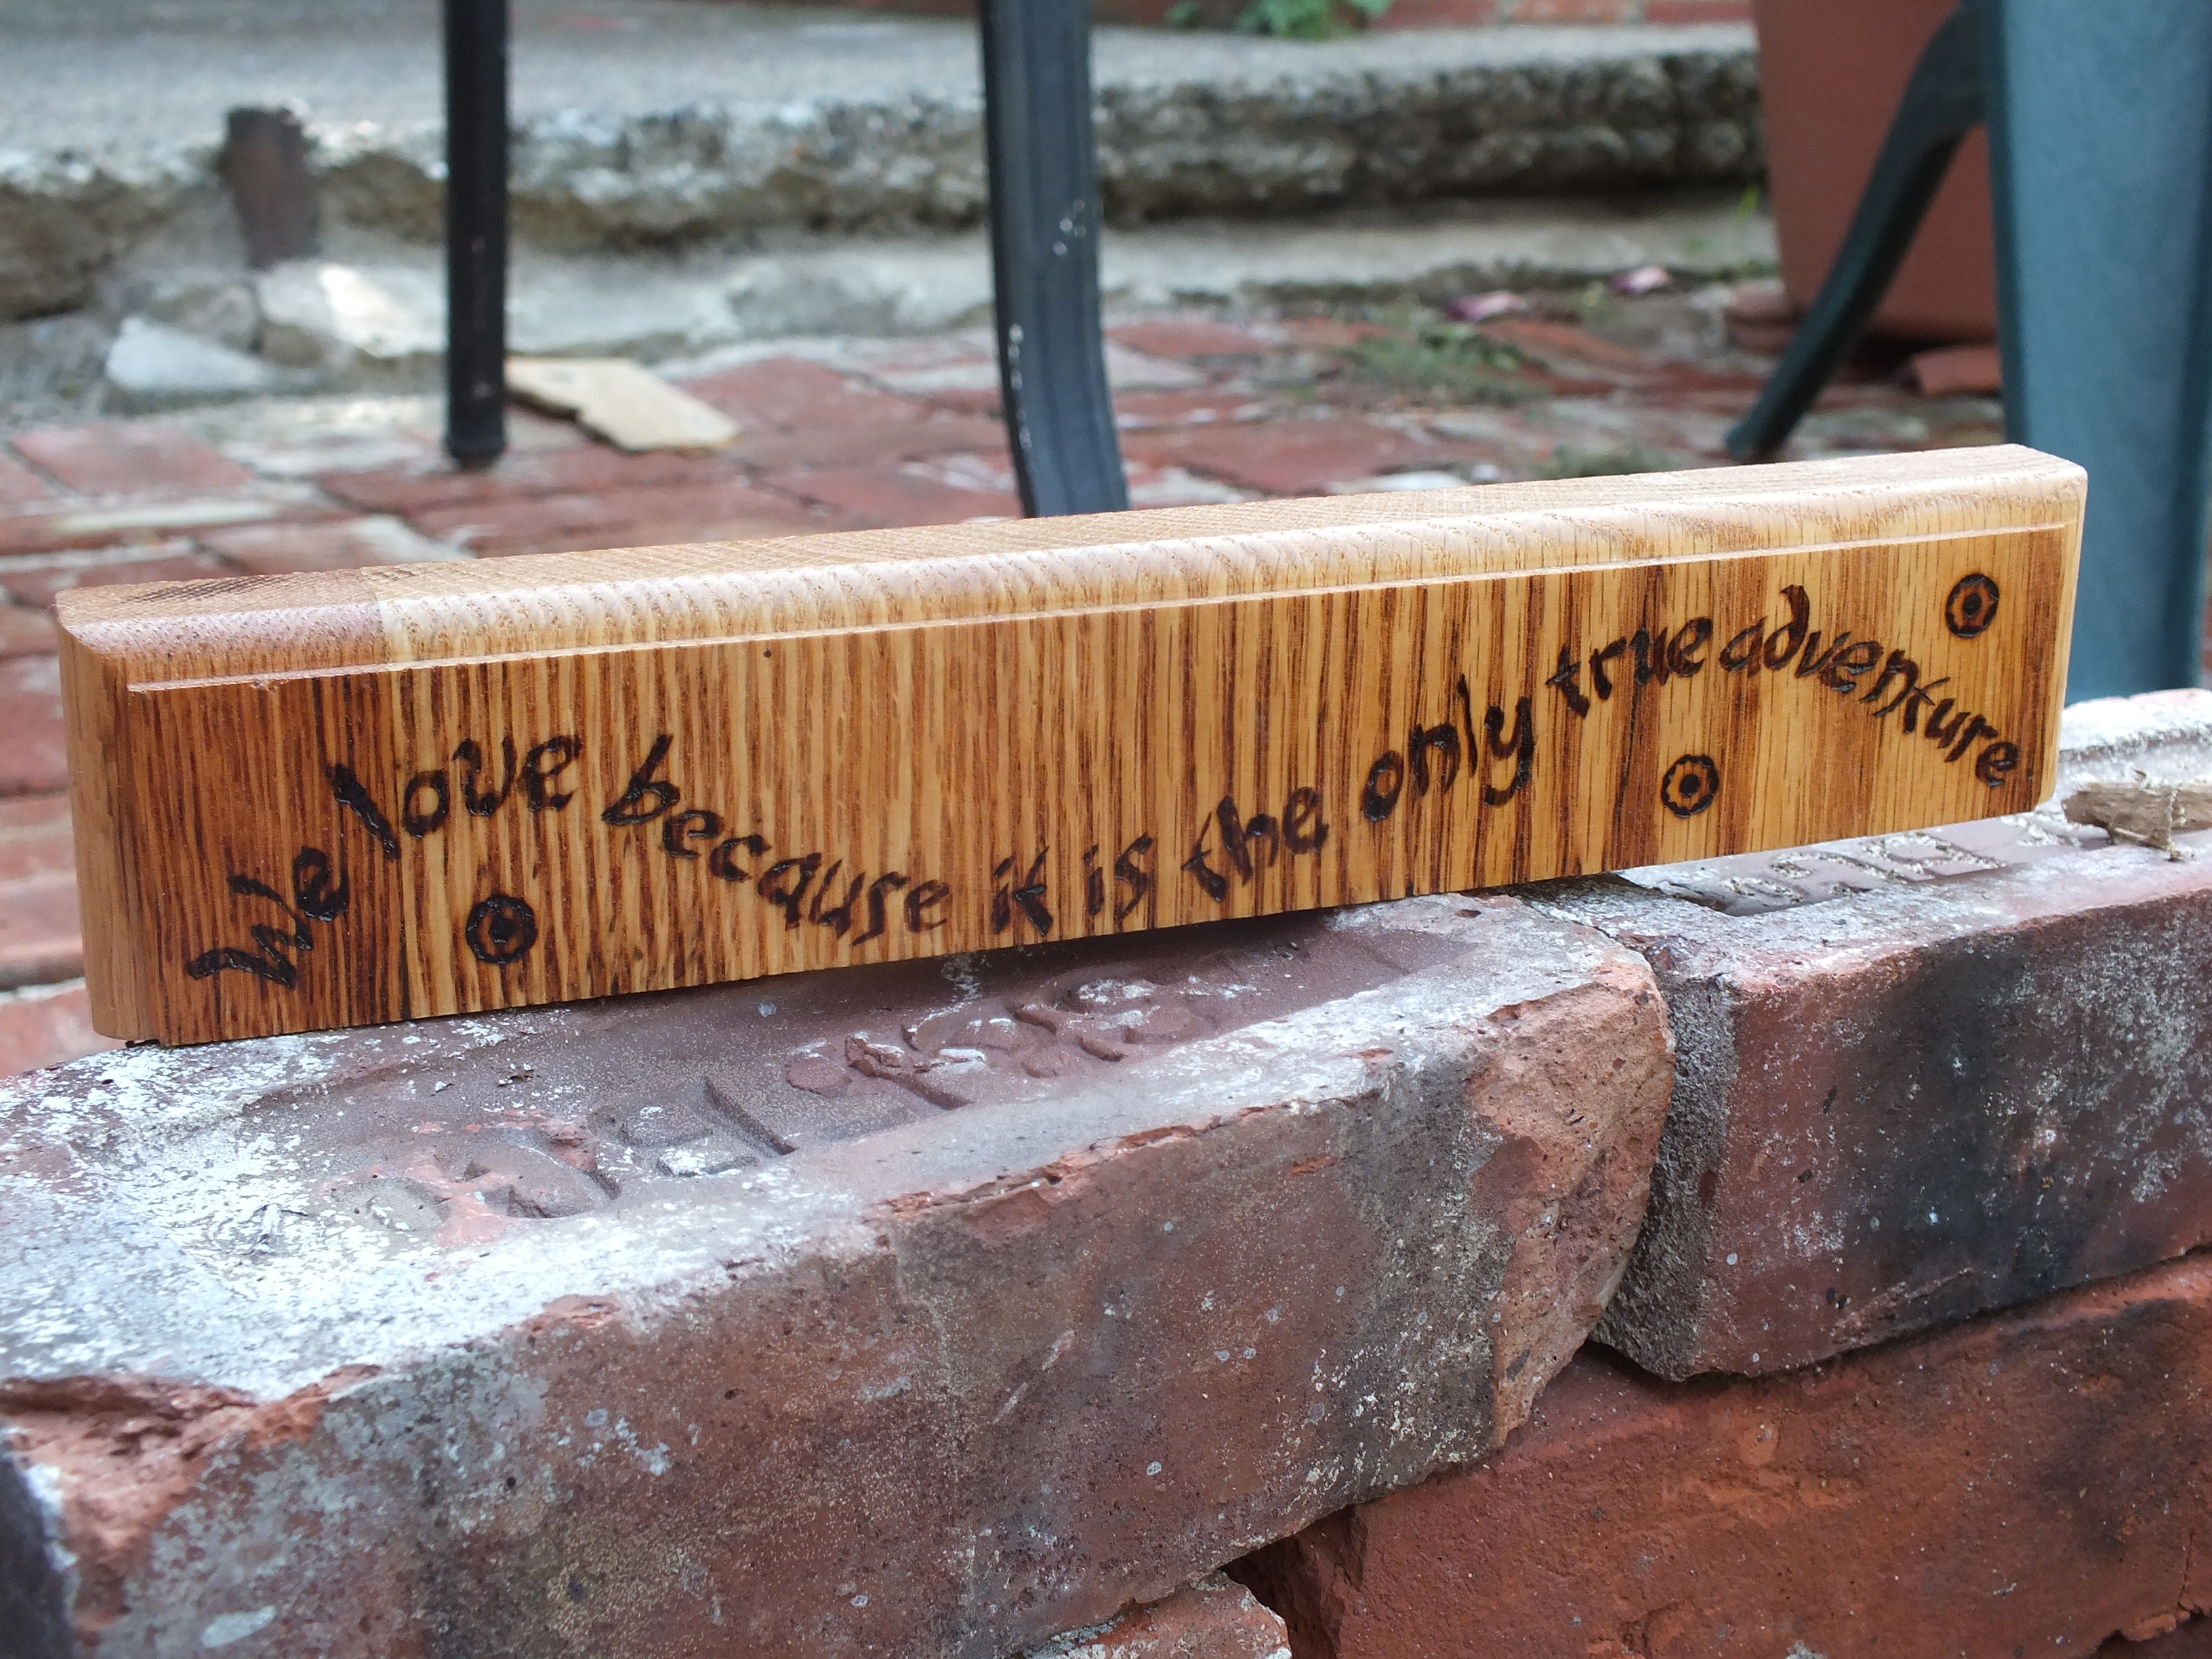 We love because it is the only true adventure